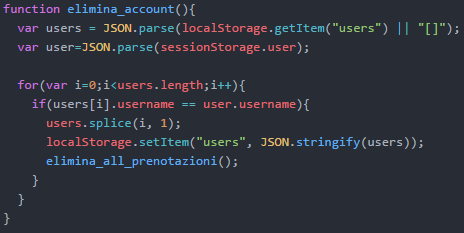 function elimina_account(){
  var users = JSON.parse(localStorage.getItem("users") || "[]");
  var user=JSON.parse(sessionStorage.user);

  for(var i=0;i<users.length;i++){
    if(users[i].username == user.username){
      users.splice(i, 1);
      localStorage.setItem("users", JSON.stringify(users));
      elimina_all_prenotazioni();
    }
  }
}